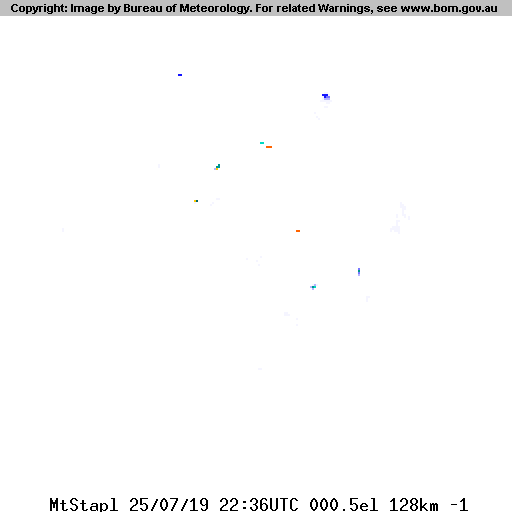 Copyright: Image by Bureau of Meteorology. For related Warnings, see www.bom.gov.au
MtStapl 25/07/19 22:36UTC 000.5el 128km -1